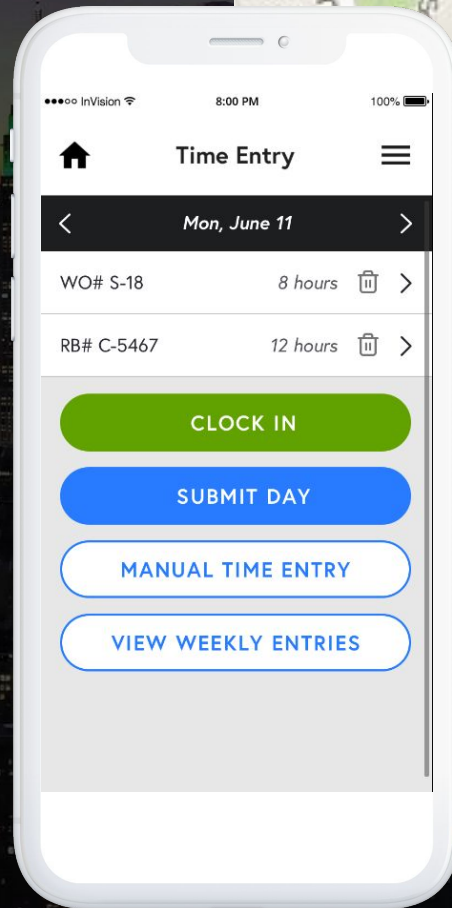 InVision 8:00 PM 100%
Time Entry
Mon, June 11
WO# S-18 8 hours
RB# C-5467 12 hours
CLOCK IN
SUBMIT DAY
MANUAL TIME ENTRY
VIEW WEEKLY ENTRIES